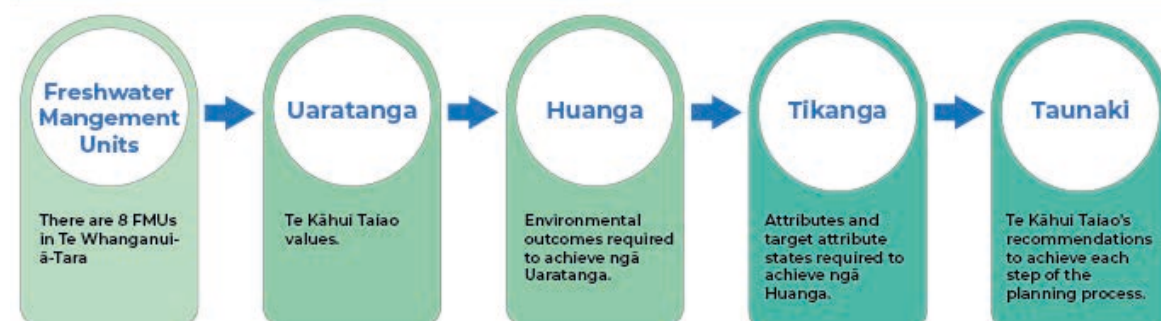 Freshwater
Mangement
Units
There are 8 FMUs
in Te Whanganui-
ā-Tara
Uaratanga
Te Kāhui Taiao
values.
Huanga
Environmental
outcomes required
to achieve ngā
Uaratanga.
Tikanga
Attributes and
target attribute
states required to
achieve ngā
Huanga.
Taunaki
Te Kāhui Taiao's
recommendations
to achieve each
step of the
planning process.